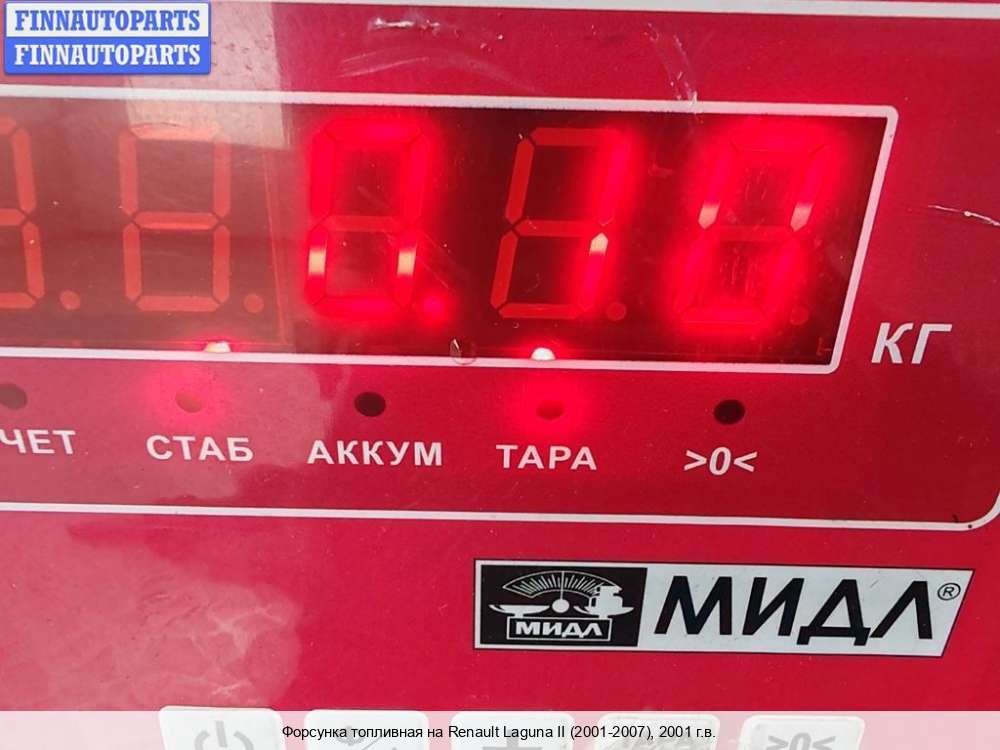 FINNAUTOPARTS
FINNAUTOPARTS
КГ
ЧЕТ СТАБ АККУМ ТАРА >0<
МИДЛ МИДЛ®
>0<
Форсунка топливная на Renault Laguna II (2001-2007), 2001 г.в.